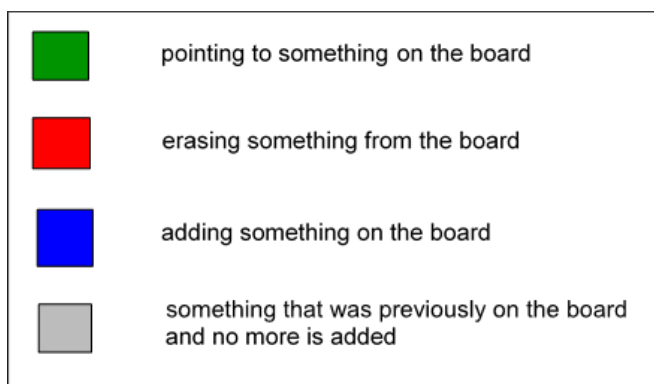 pointing to something on the board
erasing something from the board
adding something on the board
something that was previously on the board
and no more is added